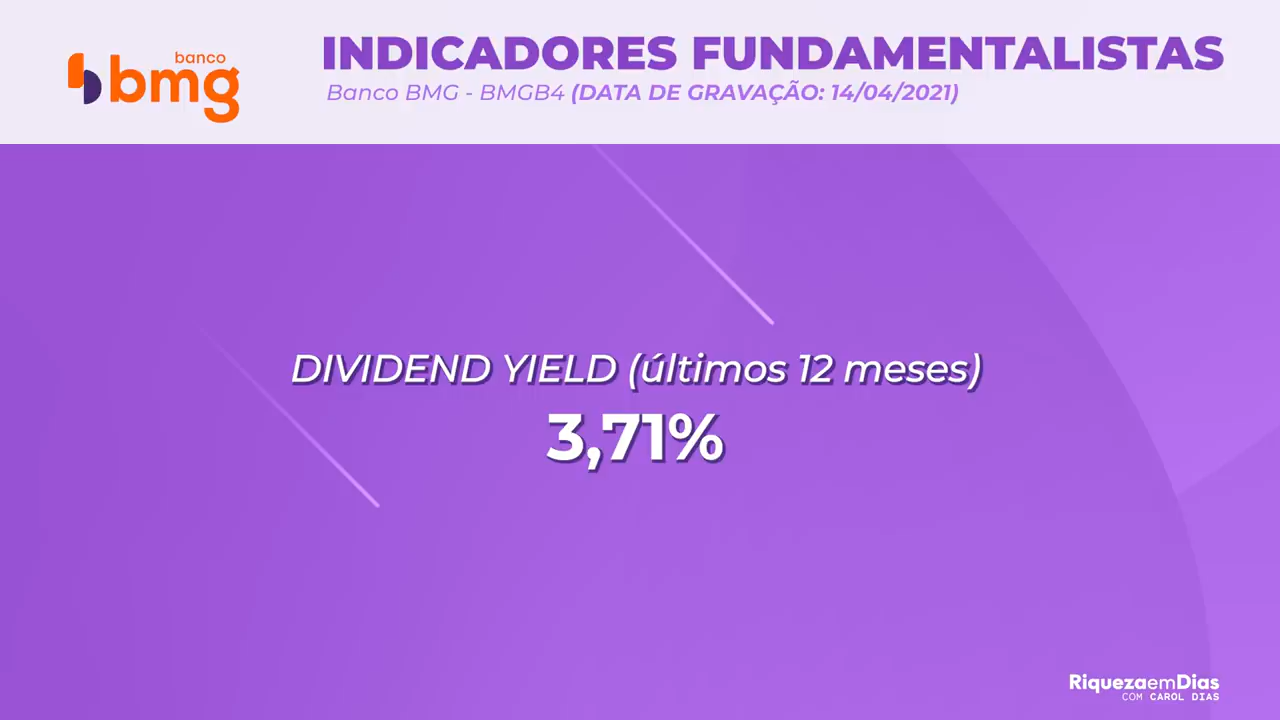 banco
bmg
INDICADORES FUNDAMENTALISTAS
Banco BMG - BMGB4 (DATA DE GRAVAÇÃO: 14/04/2021)
DIVIDEND YIELD (últimos 12 meses)
3,71%
RiquezaemDias
COM CAROL DIAS